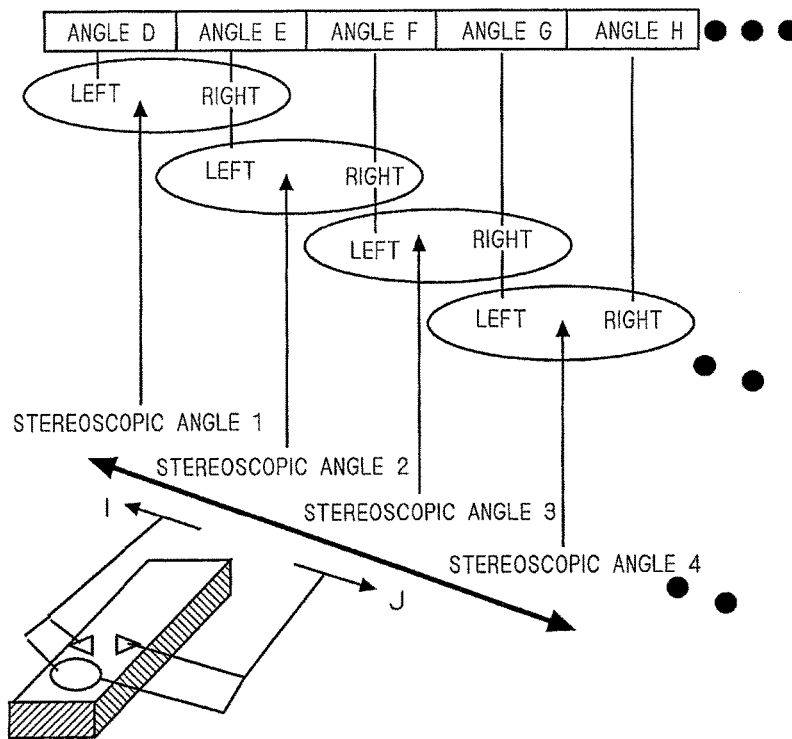 ANGLE D ANGLE E ANGLE F ANGLE G ANGLE H
LEFT RIGHT
LEFT RIGHT
LEFT RIGHT
LEFT RIGHT
STEREOSCOPIC ANGLE 1
STEREOSCOPIC ANGLE 2
I
STEREOSCOPIC ANGLE 3
STEREOSCOPIC ANGLE 4
J